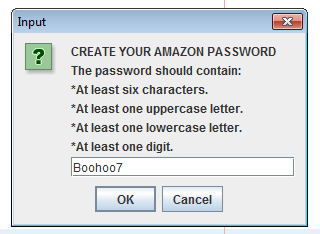 Input
CREATE YOUR AMAZON PASSWORD
The password should contain:
*At least six characters.
*At least one uppercase letter.
*At least one lowercase letter.
*At least one digit.
Boohoo7
OK Cancel